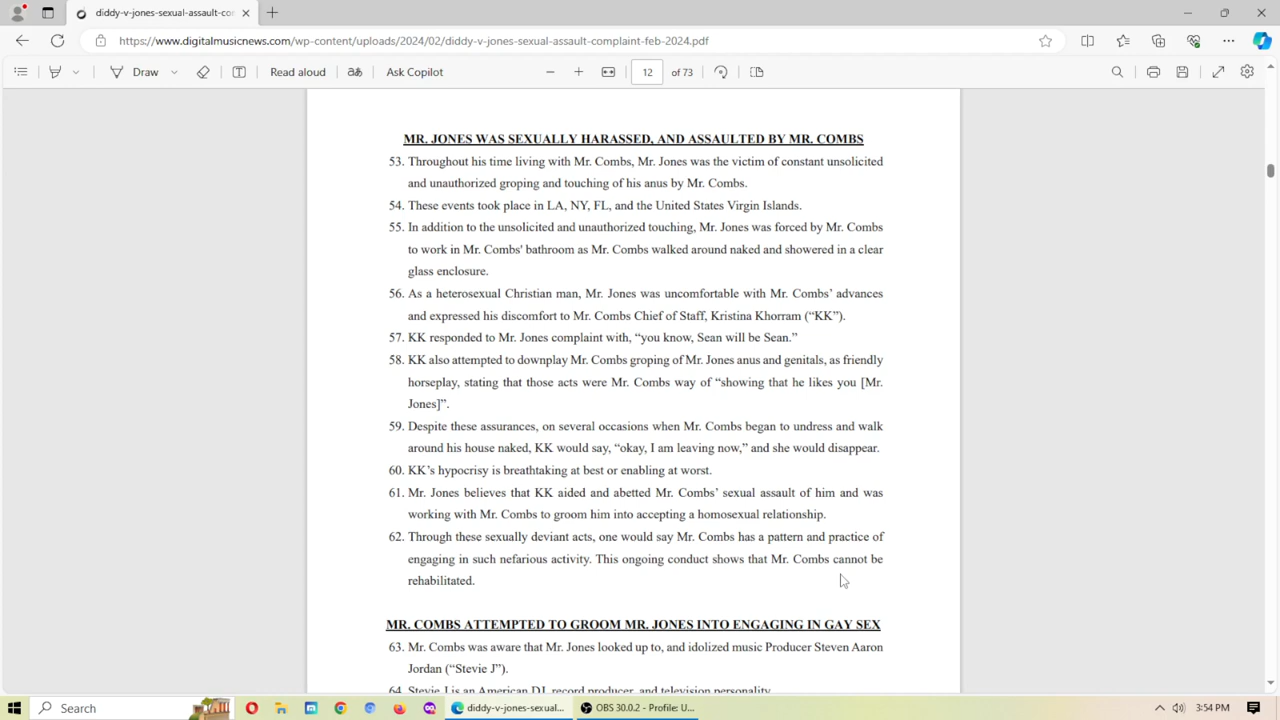 diddy-v-jones-sexual-assault-con
https://www.digitalmusicnews.com/wp-content/uploads/2024/02/diddy-v-jones-sexual-assault-complaint-feb-2024.pdf
Draw
Read aloud
Ask Copilot
12 of 73
MR. JONES WAS SEXUALLY HARASSED, AND ASSAULTED BY MR. COMBS
53. Throughout his time living with Mr. Combs, Mr. Jones was the victim of constant unsolicited
and unauthorized groping and touching of his anus by Mr. Combs.
54. These events took place in LA, NY, FL, and the United States Virgin Islands.
55. In addition to the unsolicited and unauthorized touching, Mr. Jones was forced by Mr. Combs
to work in Mr. Combs' bathroom as Mr. Combs walked around naked and showered in a clear
glass enclosure.
56. As a heterosexual Christian man, Mr. Jones was uncomfortable with Mr. Combs’ advances
and expressed his discomfort to Mr. Combs Chief of Staff, Kristina Khorram (“KK”).
57. KK responded to Mr. Jones complaint with, “you know, Sean will be Sean.”
58. KK also attempted to downplay Mr. Combs groping of Mr. Jones anus and genitals, as friendly
horseplay, stating that those acts were Mr. Combs way of “showing that he likes you [Mr.
Jones]”.
59. Despite these assurances, on several occasions when Mr. Combs began to undress and walk
around his house naked, KK would say, “okay, I am leaving now,” and she would disappear.
60. KK’s hypocrisy is breathtaking at best or enabling at worst.
61. Mr. Jones believes that KK aided and abetted Mr. Combs’ sexual assault of him and was
working with Mr. Combs to groom him into accepting a homosexual relationship.
62. Through these sexually deviant acts, one would say Mr. Combs has a pattern and practice of
engaging in such nefarious activity. This ongoing conduct shows that Mr. Combs cannot be
rehabilitated.
MR. COMBS ATTEMPTED TO GROOM MR. JONES INTO ENGAGING IN GAY SEX
63. Mr. Combs was aware that Mr. Jones looked up to, and idolized music Producer Steven Aaron
Jordan (“Stevie J”).
64. Stevie J is an American DJ, record producer, and television personality.
Search
diddy-v-jones-sexual...
OBS 30.0.2 - Profile: U...
3:54 PM